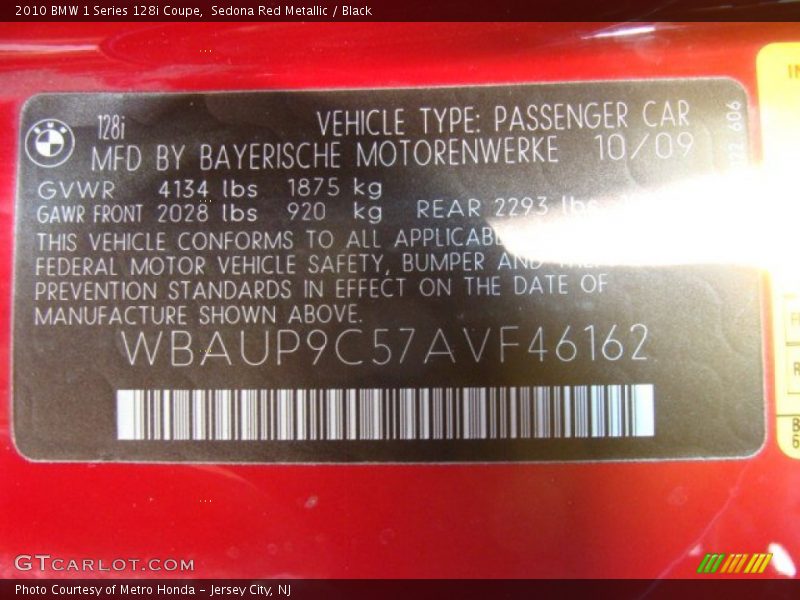 2010 BMW 1 Series 128i Coupe,  Sedona Red Metallic / Black
BMW
128i VEHICLE TYPE: PASSENGER CAR
MFD BY BAYERISCHE MOTORENWERKE 10/09
GVWR 4134 lbs 1875 kg
GAWR FRONT 2028 lbs 920 kg REAR 2293 lbs
THIS VEHICLE CONFORMS TO ALL
FEDERAL MOTOR VEHICLE SAFETY, BUMPER AND
PREVENTION STANDARDS IN EFFECT ON THE DATE OF
MANUFACTURE SHOWN ABOVE.
WBAUP9C57AVF46162
606
GTCARLOT.COM
Photo Courtesy of Metro Honda – Jersey City, NJ